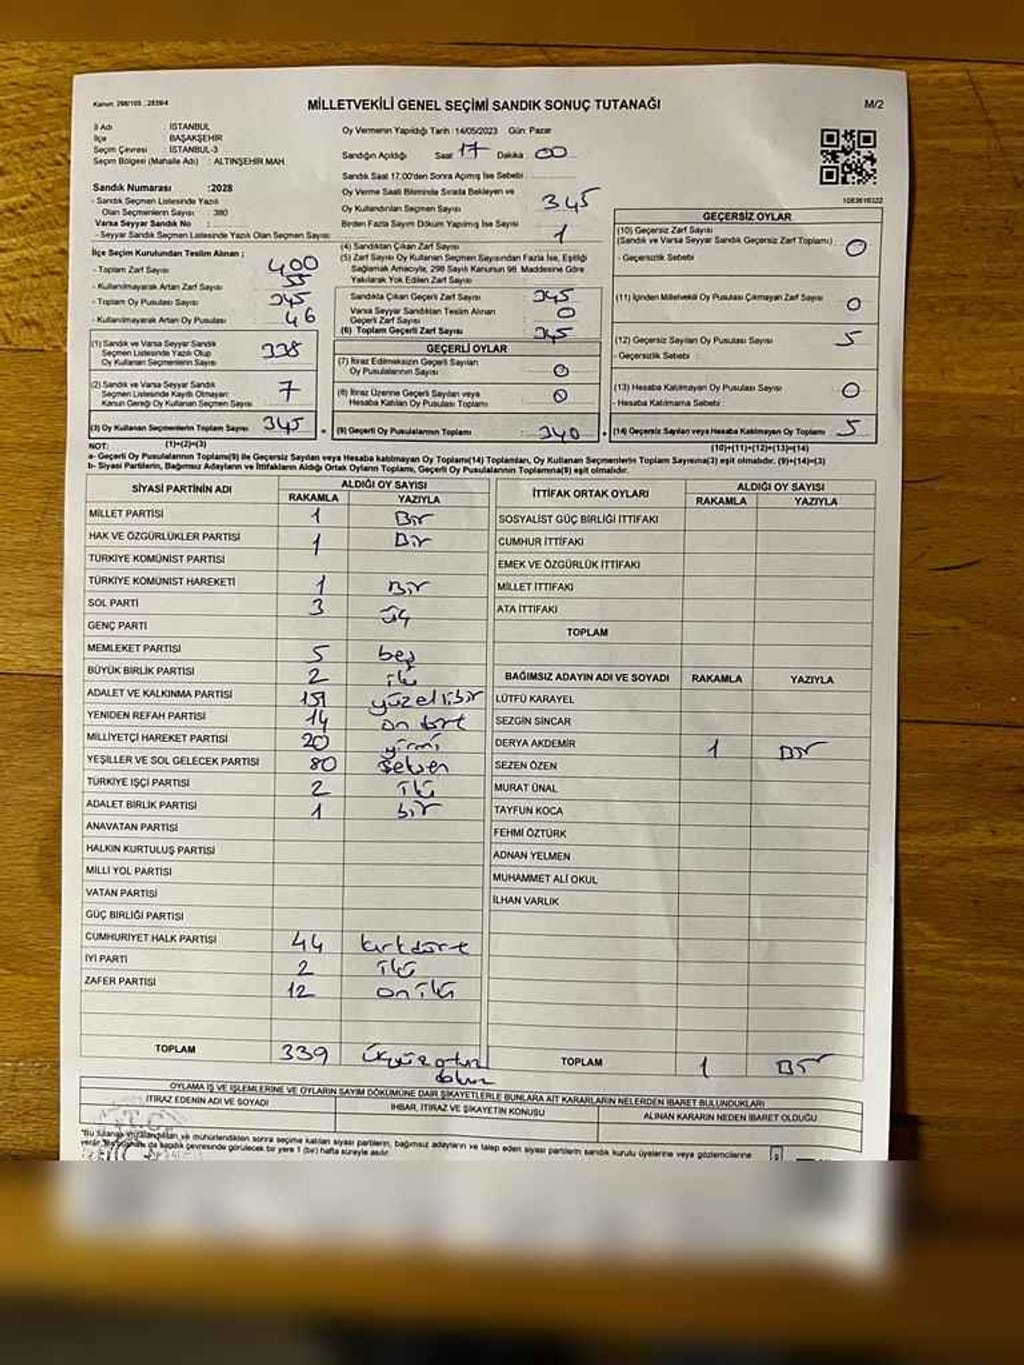 Kanun: 298/105 , 2839/4
MİLLETVEKİLİ GENEL SEÇİMİ SANDIK SONUÇ TUTANAĞI
M/2
İl Adı : İSTANBUL
İlçe : BAŞAKŞEHİR
Seçim Çevresi : İSTANBUL-3
Seçim Bölgesi (Mahalle Adı) : ALTINŞEHİR MAH.
Oy Vermenin Yapıldığı Tarih :14/05/2023 Gün: Pazar
Sandığın Açıldığı Saat 17 Dakika 00
Sandık Saat 17.00'den Sonra Açılmış İse Sebebi :
Sandık Numarası :2028
- Sandık Seçmen Listesinde Yazılı
Olan Seçmenlerin Sayısı : 380
Varsa Seyyar Sandık No :
- Seyyar Sandık Seçmen Listesinde Yazılı Olan Seçmen Sayısı:
Oy Verme Saati Bitiminde Sırada Bekleyen ve
Oy Kullandırılan Seçmen Sayısı 345
Birden Fazla Sayım Döküm Yapılmış İse Sayısı 1
İlçe Seçim Kurulundan Teslim Alınan ;
- Toplam Zarf Sayısı : 400
- Kullanılmayarak Artan Zarf Sayısı : 55
- Toplam Oy Pusulası Sayısı : 345
- Kullanılmayarak Artan Oy Pusulası : 46
(1) Sandık ve Varsa Seyyar Sandık
Seçmen Listesinde Yazılı Olup
Oy Kullanan Seçmenlerin Sayısı : 338
(2) Sandık ve Varsa Seyyar Sandık
Seçmen Listesinde Kayıtlı Olmayan
Kanun Gereği Oy Kullanan Seçmen Sayısı : 7
(3) Oy Kullanan Seçmenlerin Toplam Sayısı : 345
(1)+(2)=(3)
(4) Sandıktan Çıkan Zarf Sayısı
(5) Zarf Sayısı Oy Kullanan Seçmen Sayısından Fazla İse, Eşitliği
Sağlamak Amacıyla, 298 Sayılı Kanunun 98. Maddesine Göre
Yakılarak Yok Edilen Zarf Sayısı
Sandıkta Çıkan Geçerli Zarf Sayısı : 345
Varsa Seyyar Sandıktan Teslim Alınan
Geçerli Zarf Sayısı : 0
(6) Toplam Geçerli Zarf Sayısı : 345
GEÇERLİ OYLAR
(7) İtiraz Edilmeksizin Geçerli Sayılan
Oy Pusulalarının Sayısı : 0
(8) İtiraz Üzerine Geçerli Sayılan veya
Hesaba Katılan Oy Pusulası Toplamı : 0
(9) Geçerli Oy Pusulalarının Toplamı : 340
1083616322
GEÇERSİZ OYLAR
(10) Geçersiz Zarf Sayısı
(Sandık ve Varsa Seyyar Sandık Geçersiz Zarf Toplamı) : 0
- Geçersizlik Sebebi :
(11) İçinden Milletvekili Oy Pusulası Çıkmayan Zarf Sayısı : 0
(12) Geçersiz Sayılan Oy Pusulası Sayısı : 5
- Geçersizlik Sebebi :
(13) Hesaba Katılmayan Oy Pusulası Sayısı : 0
- Hesaba Katılmama Sebebi :
(14) Geçersiz Sayılan veya Hesaba Katılmayan Oy Toplamı : 5
(10)+(11)+(12)+(13)=(14)
NOT:
a- Geçerli Oy Pusulalarının Toplamı(9) ile Geçersiz Sayılan veya Hesaba katılmayan Oy Toplamı(14) Toplamları, Oy Kullanan Seçmenlerin Toplam Sayısına(3) eşit olmalıdır. (9)+(14)=(3)
b- Siyasi Partilerin, Bağımsız Adayların ve İttifakların Aldığı Ortak Oyların Toplamı, Geçerli Oy Pusulalarının Toplamına(9) eşit olmalıdır.
SİYASİ PARTİNİN ADI ALDIĞI OY SAYISI
RAKAMLA YAZIYLA
MİLLET PARTİSİ 1 Bir
HAK VE ÖZGÜRLÜKLER PARTİSİ 1 Bir
TÜRKİYE KOMÜNİST PARTİSİ
TÜRKİYE KOMÜNİST HAREKETİ 1 Bir
SOL PARTİ 3 üç
GENÇ PARTİ
MEMLEKET PARTİSİ 5 beş
BÜYÜK BİRLİK PARTİSİ 2 iki
ADALET VE KALKINMA PARTİSİ 151 yüzellibir
YENİDEN REFAH PARTİSİ 14 on dört
MİLLİYETÇİ HAREKET PARTİSİ 20 yirmi
YEŞİLLER VE SOL GELECEK PARTİSİ 80 seksen
TÜRKİYE İŞÇİ PARTİSİ 2 iki
ADALET BİRLİK PARTİSİ 1 bir
ANAVATAN PARTİSİ
HALKIN KURTULUŞ PARTİSİ
MİLLİ YOL PARTİSİ
VATAN PARTİSİ
GÜÇ BİRLİĞİ PARTİSİ
CUMHURİYET HALK PARTİSİ 44 kırkdört
İYİ PARTİ 2 iki
ZAFER PARTİSİ 12 oniki
TOPLAM 339 üçyüzotuz
dokuz
İTTİFAK ORTAK OYLARI ALDIĞI OY SAYISI
RAKAMLA YAZIYLA
SOSYALİST GÜÇ BİRLİĞİ İTTİFAKI
CUMHUR İTTİFAKI
EMEK VE ÖZGÜRLÜK İTTİFAKI
MİLLET İTTİFAKI
ATA İTTİFAKI
TOPLAM
BAĞIMSIZ ADAYIN ADI VE SOYADI RAKAMLA YAZIYLA
LÜTFÜ KARAYEL
SEZGİN SİNCAR
DERYA AKDEMİR 1 Bir
SEZEN ÖZEN
MURAT ÜNAL
TAYFUN KOCA
FEHMİ ÖZTÜRK
ADNAN YELMEN
MUHAMMET ALİ OKUL
İLHAN VARLIK
TOPLAM 1 Bir
OYLAMA İŞ VE İŞLEMLERİNE VE OYLARIN SAYIM DÖKÜMÜNE DAİR ŞİKAYETLERLE BUNLARA AİT KARARLARIN NELERDEN İBARET BULUNDUKLARI
İTİRAZ EDENİN ADI VE SOYADI
İHBAR, İTİRAZ VE ŞİKAYETİN KONUSU
ALINAN KARARIN NEDEN İBARET OLDUĞU
"Bu tutanak imzalandıktan ve mühürlendikten sonra seçime katılan siyasi partilerin, bağımsız adayların ve talep eden siyasi partilerin sandık kurulu üyelerine veya gözlemcilerine
sandık çevresinde görülecek bir yere 1 (bir) hafta süreyle asılır.